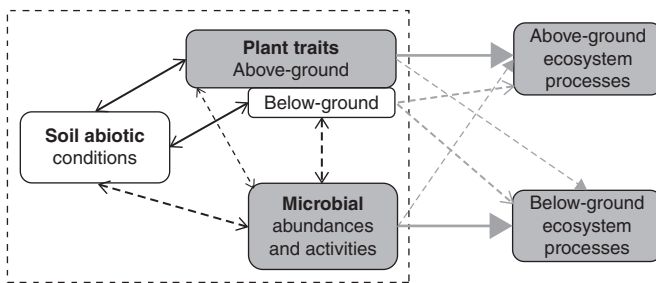 Plant traits
Above-ground
Below-ground
Soil abiotic
conditions
Microbial
abundances
and activities
Above-ground
ecosystem
processes
Below-ground
ecosystem
processes